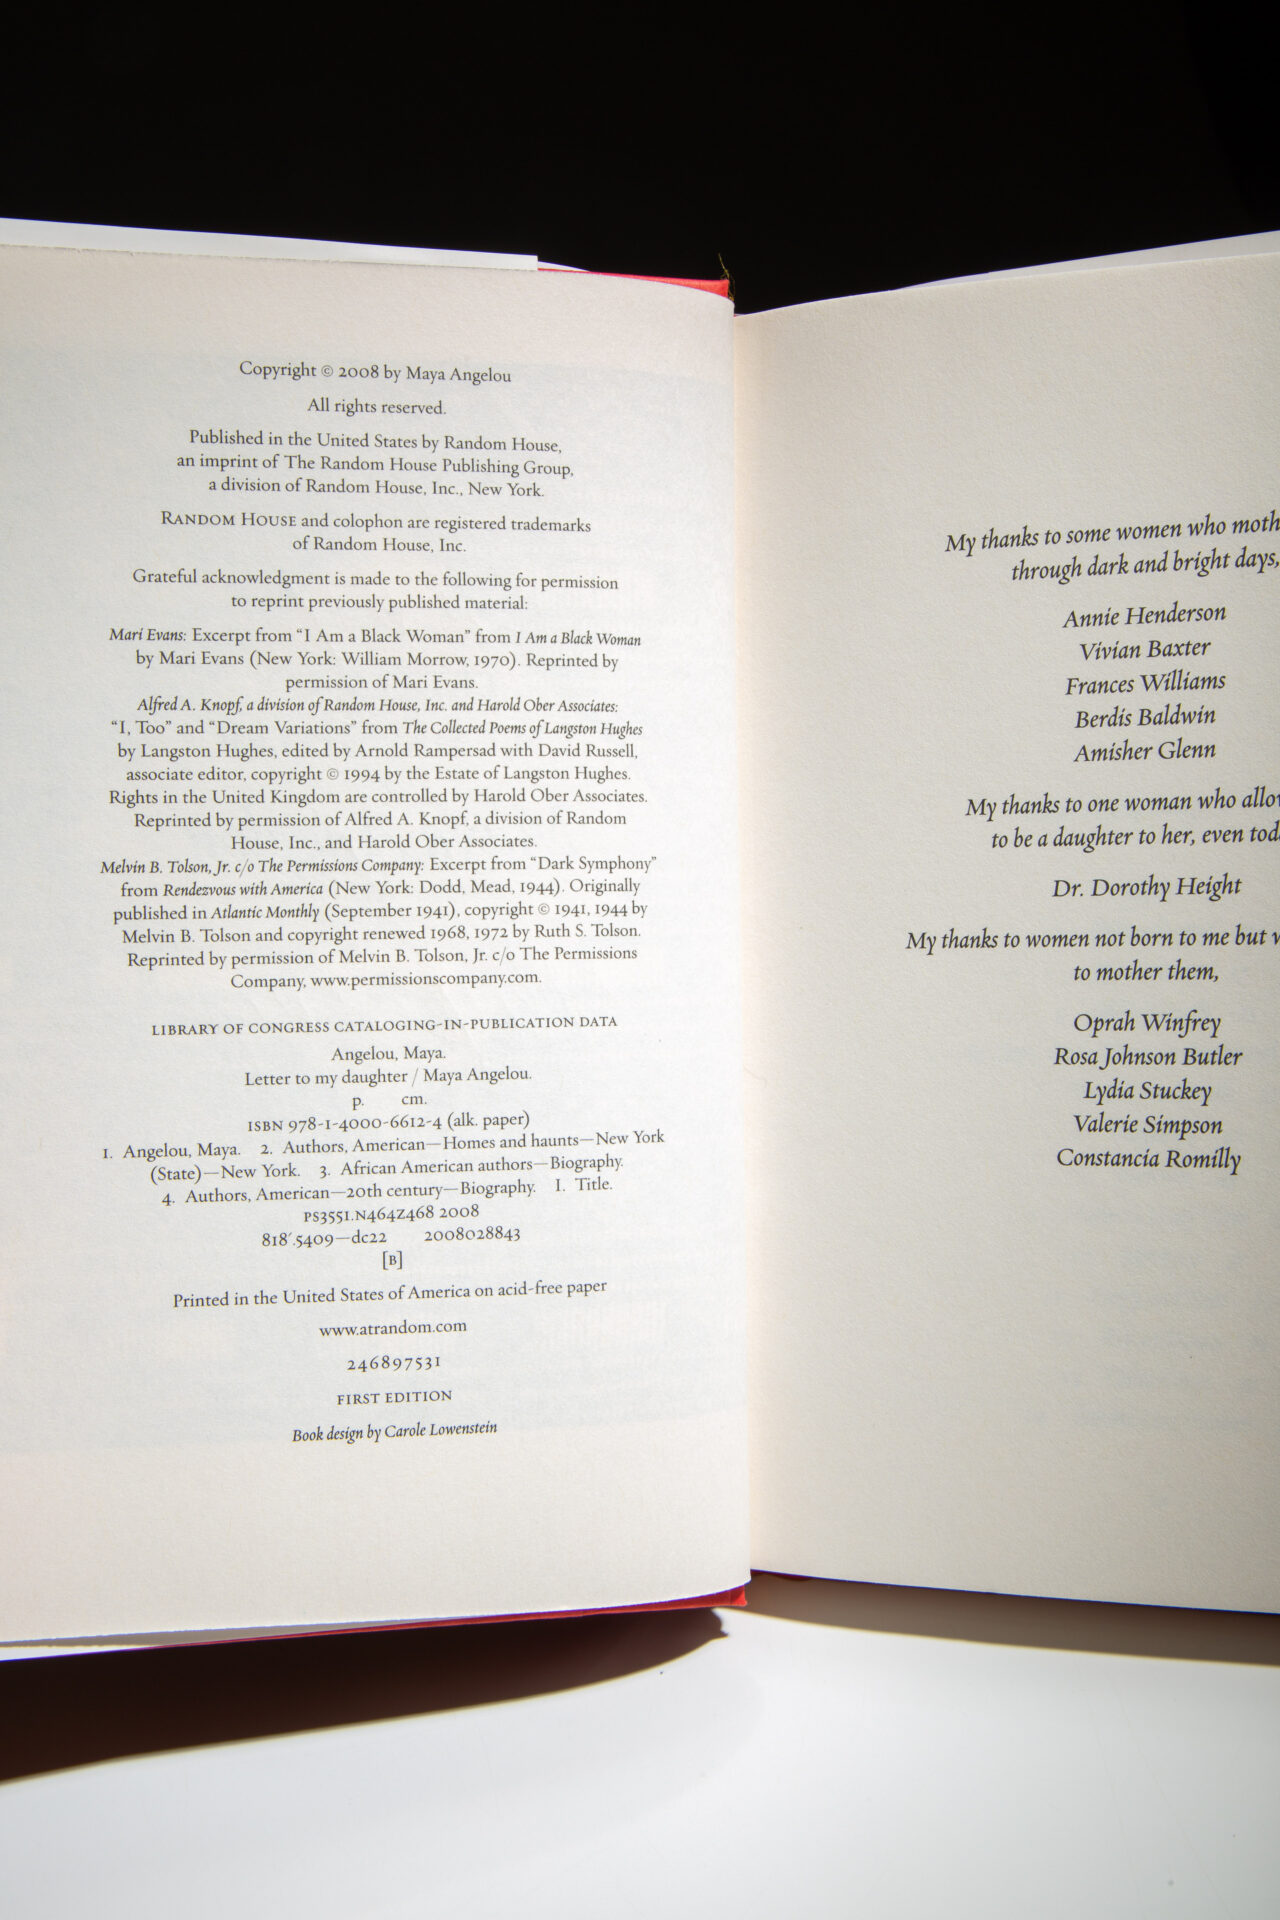 Copyright © 2008 by Maya Angelou
All rights reserved.
Published in the United States by Random House,
an imprint of The Random House Publishing Group,
a division of Random House, Inc., New York.
RANDOM HOUSE and colophon are registered trademarks
of Random House, Inc.
Grateful acknowledgment is made to the following for permission
to reprint previously published material:
Mari Evans: Excerpt from “I Am a Black Woman” from I Am a Black Woman
by Mari Evans (New York: William Morrow, 1970). Reprinted by
permission of Mari Evans.
Alfred A. Knopf, a division of Random House, Inc. and Harold Ober Associates:
“I, Too” and “Dream Variations” from The Collected Poems of Langston Hughes
by Langston Hughes, edited by Arnold Rampersad with David Russell,
associate editor, copyright © 1994 by the Estate of Langston Hughes.
Rights in the United Kingdom are controlled by Harold Ober Associates.
Reprinted by permission of Alfred A. Knopf, a division of Random
House, Inc., and Harold Ober Associates.
Melvin B. Tolson, Jr. c/o The Permissions Company: Excerpt from “Dark Symphony”
from Rendezvous with America (New York: Dodd, Mead, 1944). Originally
published in Atlantic Monthly (September 1941), copyright © 1941, 1944 by
Melvin B. Tolson and copyright renewed 1968, 1972 by Ruth S. Tolson.
Reprinted by permission of Melvin B. Tolson, Jr. c/o The Permissions
Company, www.permissionscompany.com.
LIBRARY OF CONGRESS CATALOGING-IN-PUBLICATION DATA
Angelou, Maya.
Letter to my daughter / Maya Angelou.
p. cm.
ISBN 978-1-4000-6612-4 (alk. paper)
1. Angelou, Maya. 2. Authors, American—Homes and haunts—New York
(State)—New York. 3. African American authors—Biography.
4. Authors, American—20th century—Biography. I. Title.
PS3551.N464Z468 2008
818′.5409—dc22 2008028843
[B]
Printed in the United States of America on acid-free paper
www.atrandom.com
2 4 6 8 9 7 5 3 1
FIRST EDITION
Book design by Carole Lowenstein
My thanks to some women who moth
through dark and bright days,
Annie Henderson
Vivian Baxter
Frances Williams
Berdis Baldwin
Amisher Glenn
My thanks to one woman who allo
to be a daughter to her, even tod
Dr. Dorothy Height
My thanks to women not born to me but
to mother them,
Oprah Winfrey
Rosa Johnson Butler
Lydia Stuckey
Valerie Simpson
Constancia Romilly